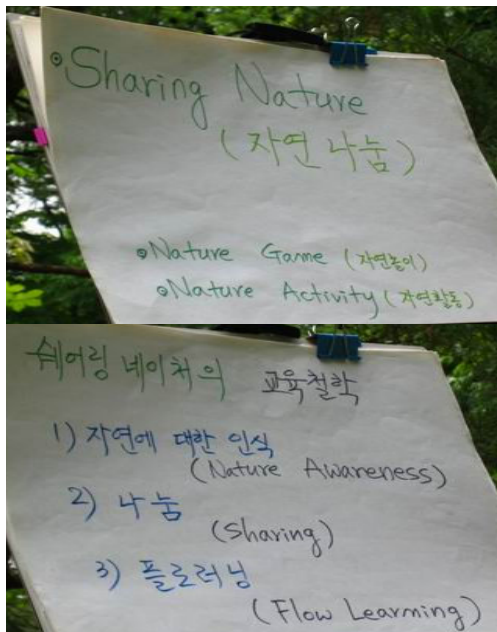 •Sharing Nature
(자연나눔)
•Nature Game (자연놀이)
•Nature Activity (자연활동)
쉐어링네이처의 교육철학
1) 자연에 대한 인식
(Nature Awareness)
2) 나눔
(Sharing)
3) 플로러닝
(Flow Learning)